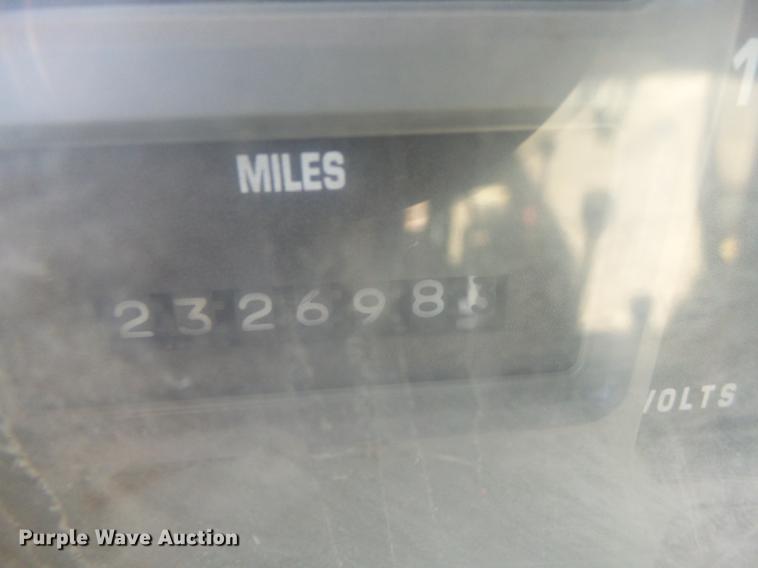 MILES
232698
VOLTS
Purple Wave Auction